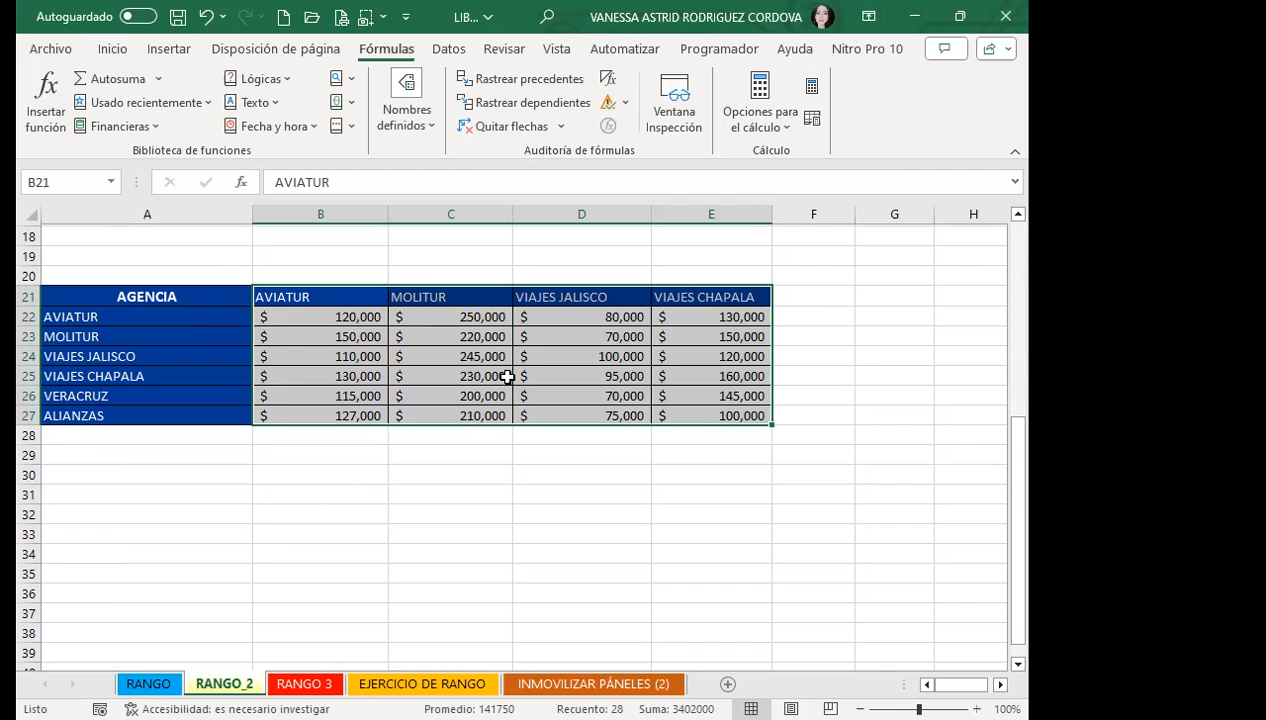 Autoguardado LIB... VANESSA ASTRID RODRIGUEZ CORDOVA
Archivo Inicio Insertar Disposición de página Fórmulas Datos Revisar Vista Automatizar Programador Ayuda Nitro Pro 10
fx Insertar función
Autosuma
Usado recientemente
Financieras
Lógicas
Texto
Fecha y hora
Biblioteca de funciones
Nombres definidos
Rastrear precedentes
Rastrear dependientes
Quitar flechas
Auditoría de fórmulas
Ventana Inspección
Opciones para el cálculo
Cálculo
B21 fx AVIATUR
A B C D E F G H
18
19
20
21 AGENCIA AVIATUR MOLITUR VIAJES JALISCO VIAJES CHAPALA
22 AVIATUR $ 120,000 $ 250,000 $ 80,000 $ 130,000
23 MOLITUR $ 150,000 $ 220,000 $ 70,000 $ 150,000
24 VIAJES JALISCO $ 110,000 $ 245,000 $ 100,000 $ 120,000
25 VIAJES CHAPALA $ 130,000 $ 230,000 $ 95,000 $ 160,000
26 VERACRUZ $ 115,000 $ 200,000 $ 70,000 $ 145,000
27 ALIANZAS $ 127,000 $ 210,000 $ 75,000 $ 100,000
28
29
30
31
32
33
34
35
36
37
38
39
RANGO RANGO_2 RANGO 3 EJERCICIO DE RANGO INMOVILIZAR PÁNELES (2)
Listo Accesibilidad: es necesario investigar Promedio: 141750 Recuento: 28 Suma: 3402000 100%